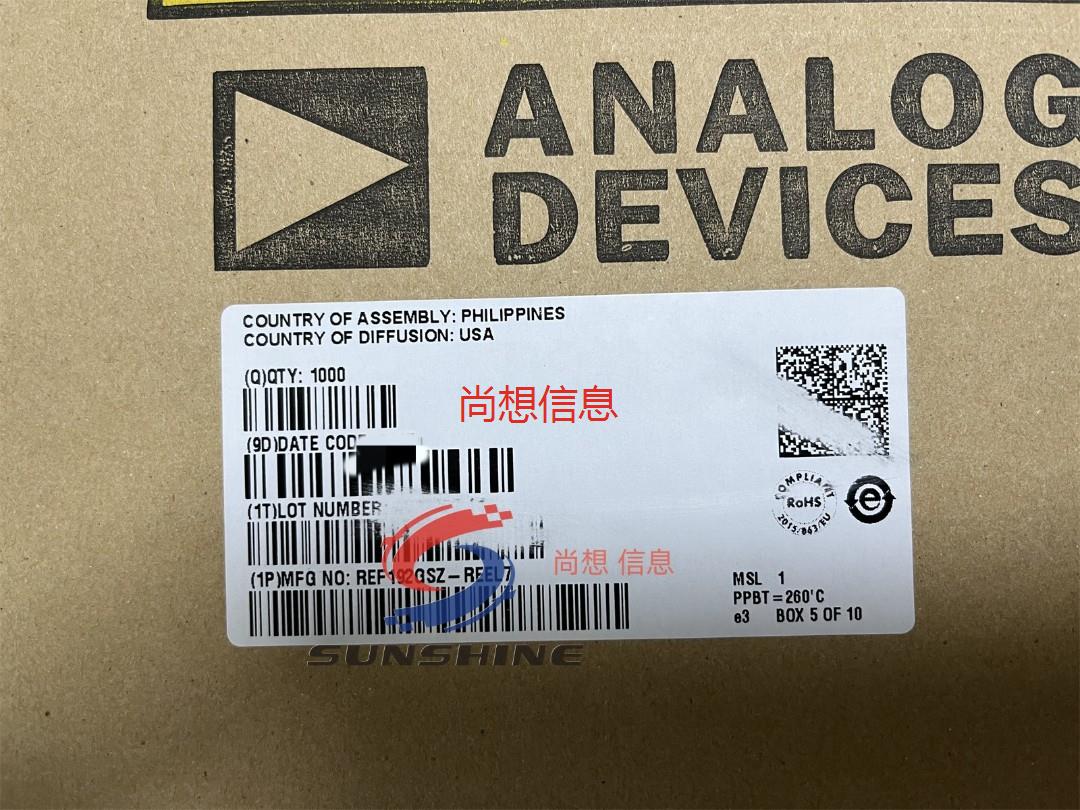 ANALOG
DEVICES
COUNTRY OF ASSEMBLY: PHILIPPINES
COUNTRY OF DIFFUSION: USA
(Q)QTY: 1000
尚想信息
(9D)DATE CODE
(1T)LOT NUMBER
COMPLIANT
RoHS
2015/863/EU
e
尚想 信息
(1P)MFG NO: REF192GSZ-REEL7
MSL 1
PPBT=260'C
e3 BOX 5 OF 10
SUNSHINE